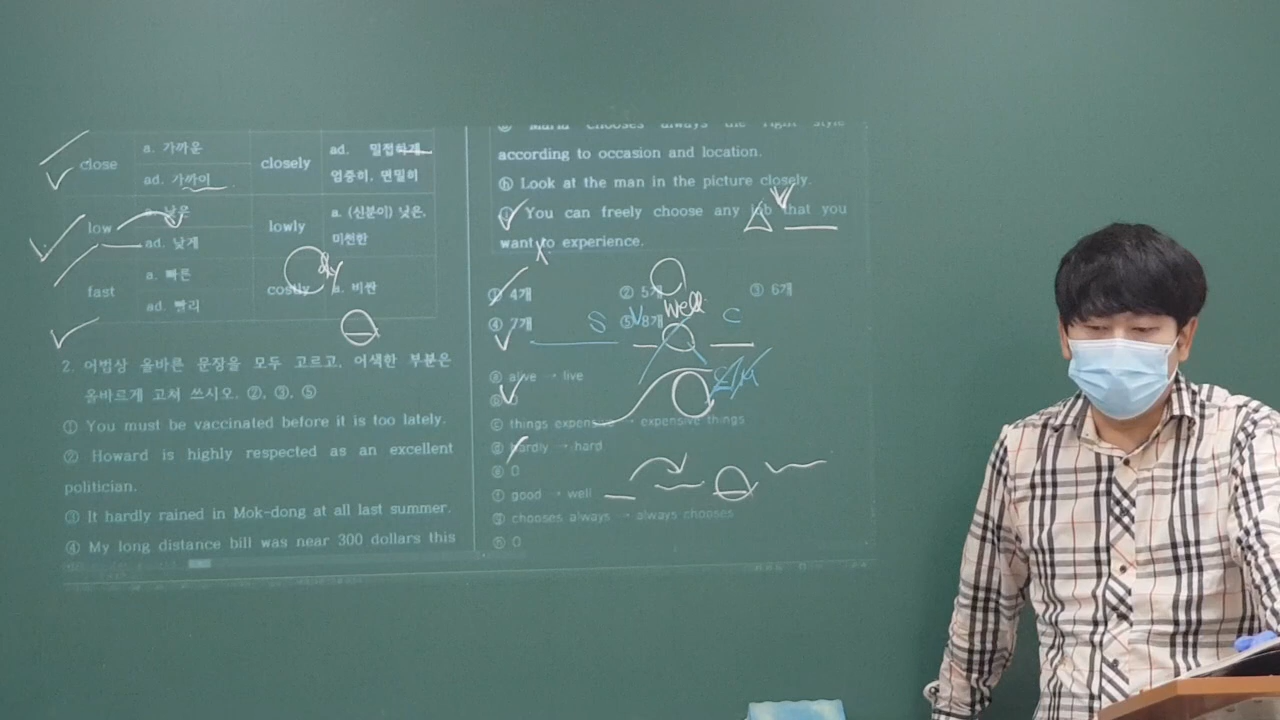 close
a. 가까운
ad. 가까이
closely
ad. 밀접하게,
엄중히, 면밀히
low
a. 낮은
ad. 낮게
lowly
a. (신분이) 낮은,
미천한
fast
a. 빠른
ad. 빨리
costly
a. 비싼
ly
2. 어법상 올바른 문장을 모두 고르고, 어색한 부분은
올바르게 고쳐 쓰시오. ②, ③, ⑤
① You must be vaccinated before it is too lately.
② Howard is highly respected as an excellent
politician.
③ It hardly rained in Mok-dong at all last summer.
④ My long distance bill was near 300 dollars this
ⓖ Maria chooses always the right style
according to occasion and location.
ⓗ Look at the man in the picture closely.
You can freely choose any job that you
want to experience.
① 4개
② 5개
③ 6개
④ 7개
⑤ 8개
well
S V C
ⓐ alive → live
ⓒ things expensive → expensive things
ⓓ hardly → hard
ⓔ O
ⓕ good → well
ⓖ chooses always → always chooses
ⓗ O